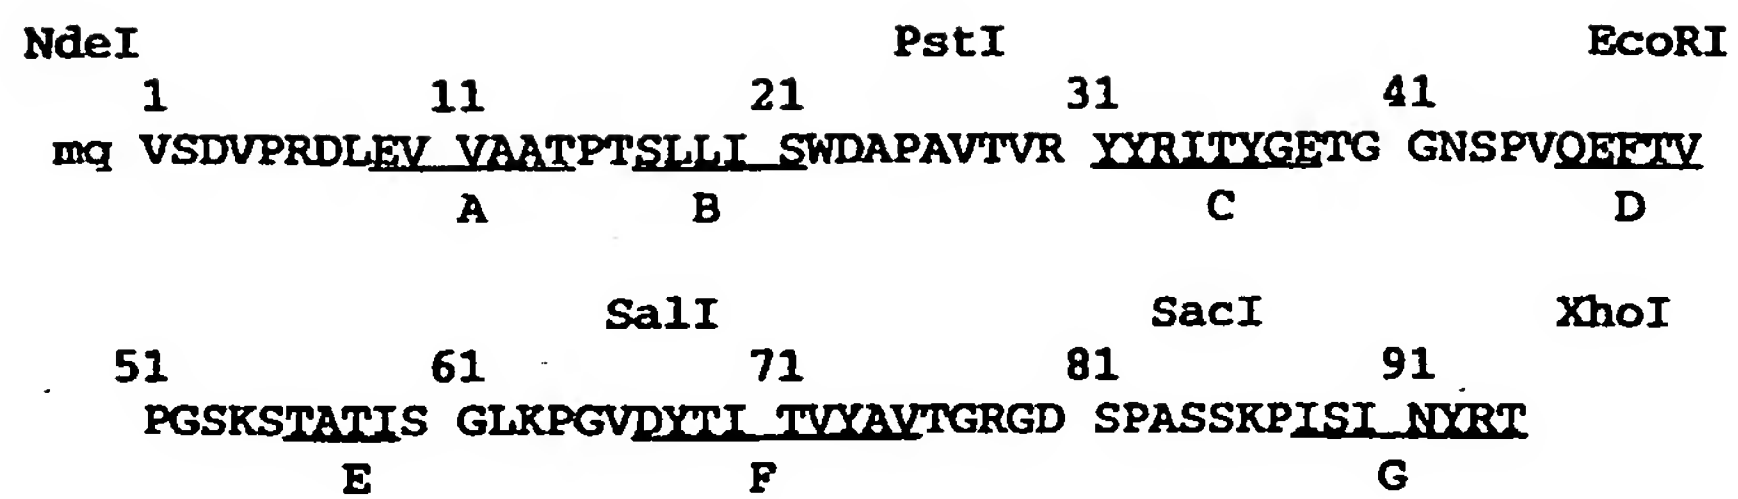 NdeI PstI EcoRI
1 11 21 31 41
mq VSDVPRDLEV VAATPTSLLI SWDAPAVTVR YYRITYGETG GNSPVQEFTV
A B C D
SalI SacI XhoI
51 61 71 81 91
PGSKSTATIS GLKPGVDYTI TVYAVTGRGD SPASSKPISI NYRT
E F G